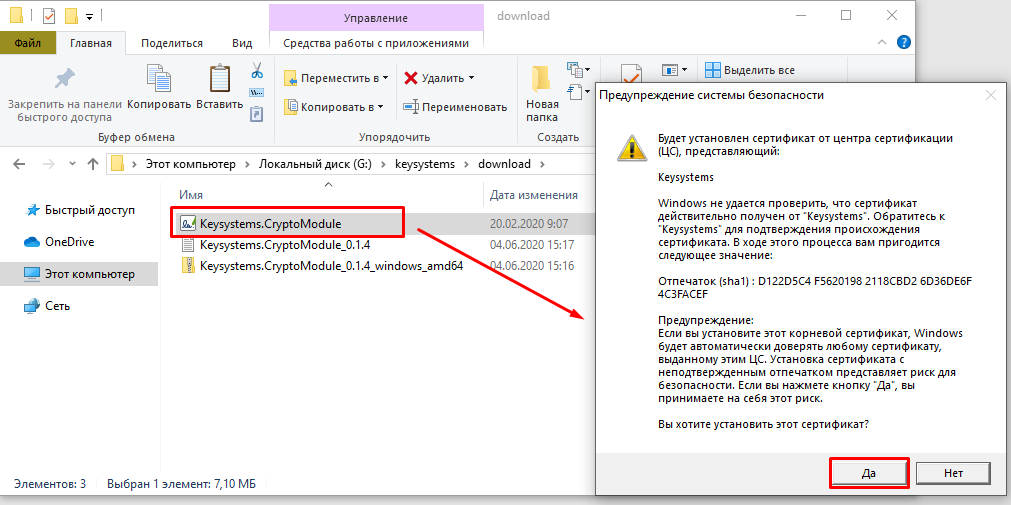 Управление
download
Файл
Главная
Поделиться
Вид
Средства работы с приложениями
Закрепить на панели
быстрого доступа
Копировать
Вставить
Переместить в
Копировать в
Удалить
Переименовать
Новая
папка
Выделить все
Буфер обмена
Упорядочить
Создать
Этот компьютер
Локальный диск (G:)
keysystems
download
Имя
Дата изменения
Быстрый доступ
OneDrive
Этот компьютер
Сеть
Keysystems.CryptoModule
20.02.2020 9:07
Keysystems.CryptoModule_0.1.4
04.06.2020 15:17
Keysystems.CryptoModule_0.1.4_windows_amd64
04.06.2020 15:16
Элементов: 3
Выбран 1 элемент: 7,10 МБ
Предупреждение системы безопасности
Будет установлен сертификат от центра сертификации
(ЦС), представляющий:
Keysystems
Windows не удается проверить, что сертификат
действительно получен от "Keysystems". Обратитесь к
"Keysystems" для подтверждения происхождения
сертификата. В ходе этого процесса вам пригодится
следующее значение:
Отпечаток (sha1) : D122D5C4 F5620198 2118CBD2 6D36DE6F
4C3FACEF
Предупреждение:
Если вы установите этот корневой сертификат, Windows
будет автоматически доверять любому сертификату,
выданному этим ЦС. Установка сертификата с
неподтвержденным отпечатком представляет риск для
безопасности. Если вы нажмете кнопку "Да", вы
принимаете на себя этот риск.
Вы хотите установить этот сертификат?
Да
Нет